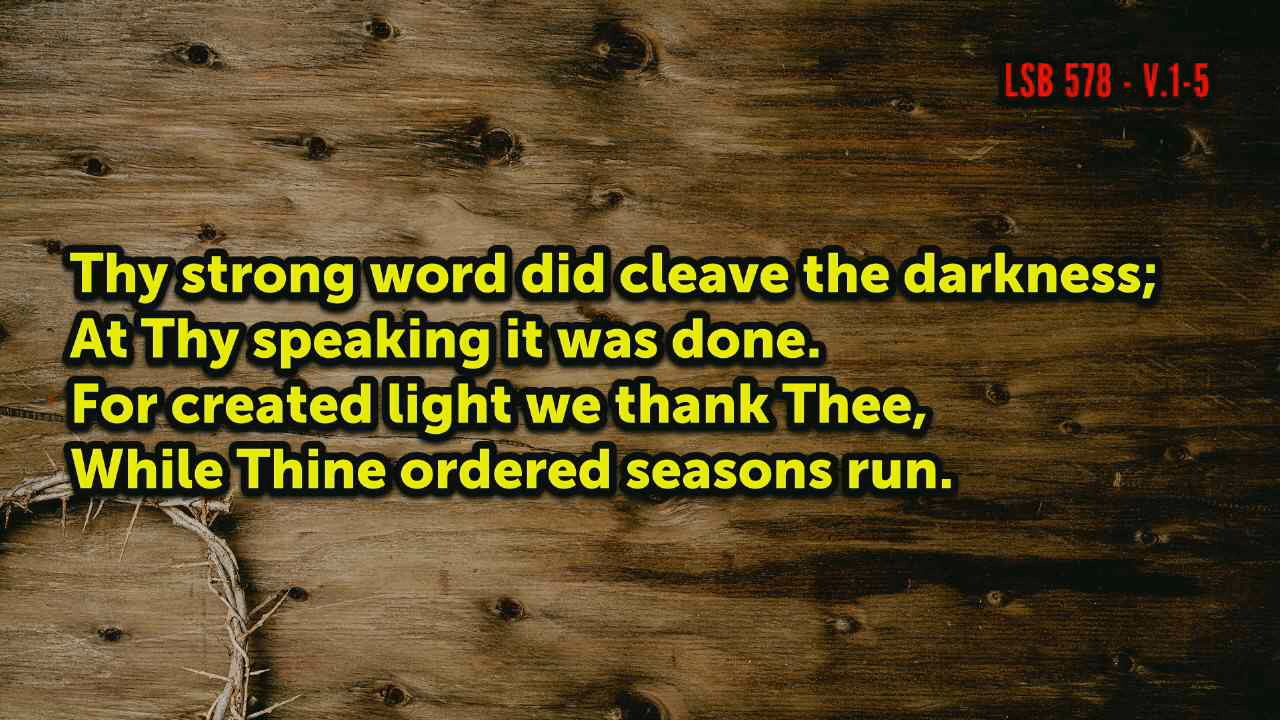 LSB 578 - V.1-5
Thy strong word did cleave the darkness;
At Thy speaking it was done.
For created light we thank Thee,
While Thine ordered seasons run.